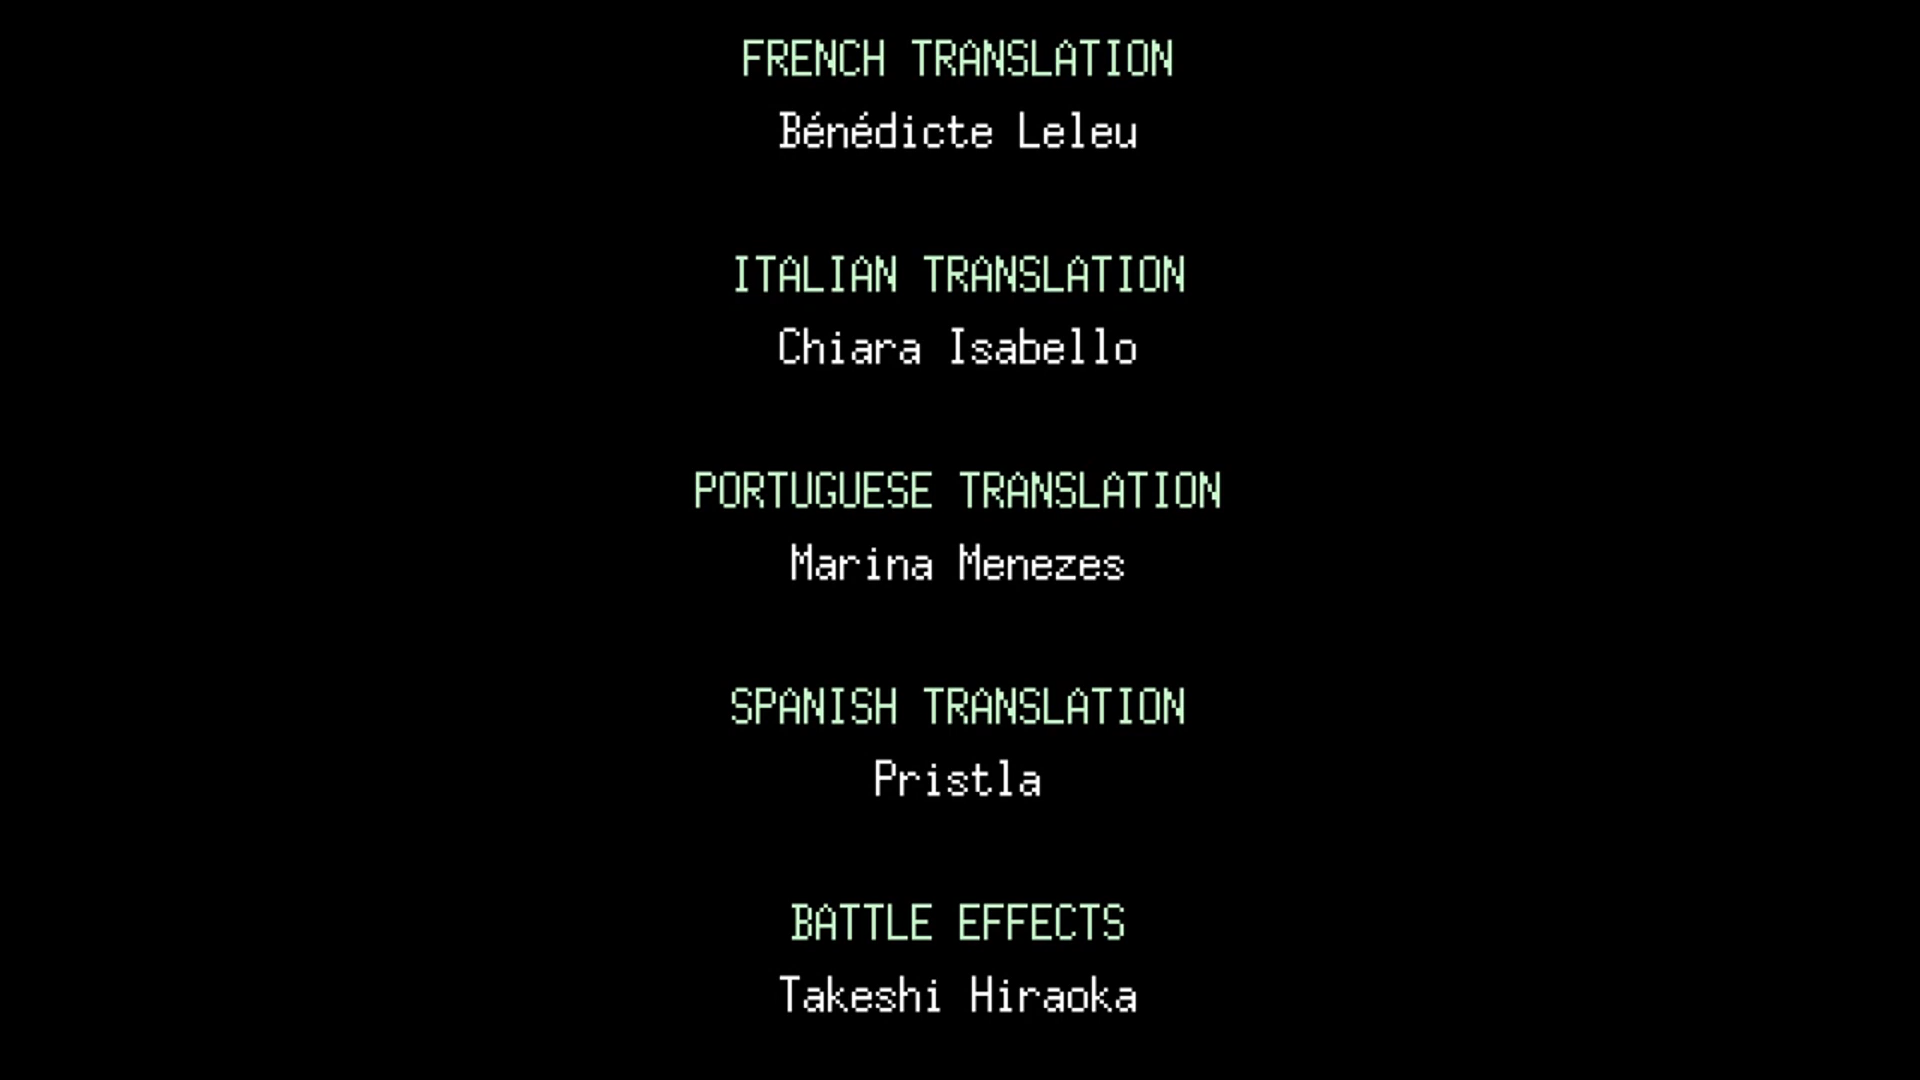 FRENCH TRANSLATION
Bénédicte Leleu
ITALIAN TRANSLATION
Chiara Isabello
PORTUGUESE TRANSLATION
Marina Menezes
SPANISH TRANSLATION
Pristla
BATTLE EFFECTS
Takeshi Hiraoka